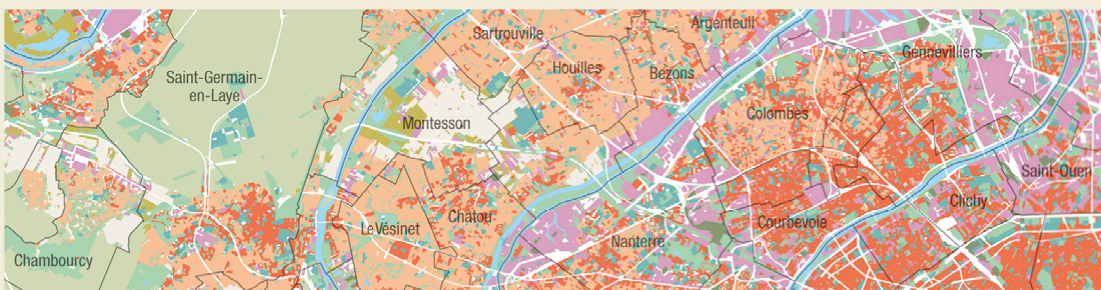 Sartrouville
Argenteuil
Gennevilliers
Saint-Germain-
en-Laye
Houilles
Bezons
Montesson
Colombes
Saint-Ouen
Clichy
Chatou
Le Vésinet
Courbevoie
Nanterre
Chambourcy